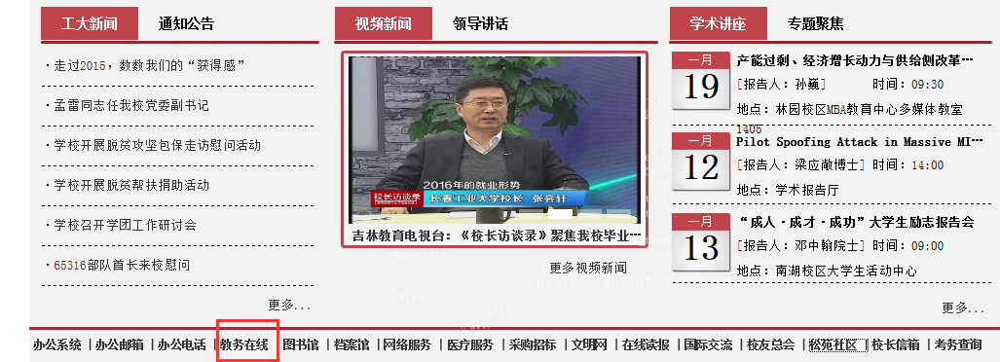 工大新闻 通知公告
·走过2015，数数我们的“获得感”
·孟雷同志任我校党委副书记
·学校开展脱贫攻坚包保走访慰问活动
·学校开展脱贫帮扶捐助活动
·学校召开学团工作研讨会
·65316部队首长来校慰问
更多...
视频新闻 领导讲话
2016年的就业形势
校长访谈录 长春工业大学校长 张会轩
吉林教育电视台：《校长访谈录》聚焦我校毕业…
更多视频新闻
学术讲座 专题聚焦
一月
19
产能过剩、经济增长动力与供给侧改革…
[报告人：孙巍] 时间：09:30
地点：林园校区MBA教育中心多媒体教室
1405
一月
12
Pilot Spoofing Attack in Massive MI…
[报告人：梁应敞博士] 时间：14:00
地点：学术报告厅
一月
13
“成人·成才·成功”大学生励志报告会
[报告人：邓中翰院士] 时间：09:00
地点：南湖校区大学生活动中心
更多...
办公系统 | 办公邮箱 | 办公电话 | 教务在线 | 图书馆 | 档案馆 | 网络服务 | 医疗服务 | 采购招标 | 文明网 | 在线读报 | 国际交流 | 校友总会 | 松苑社区 | 校长信箱 | 考务查询